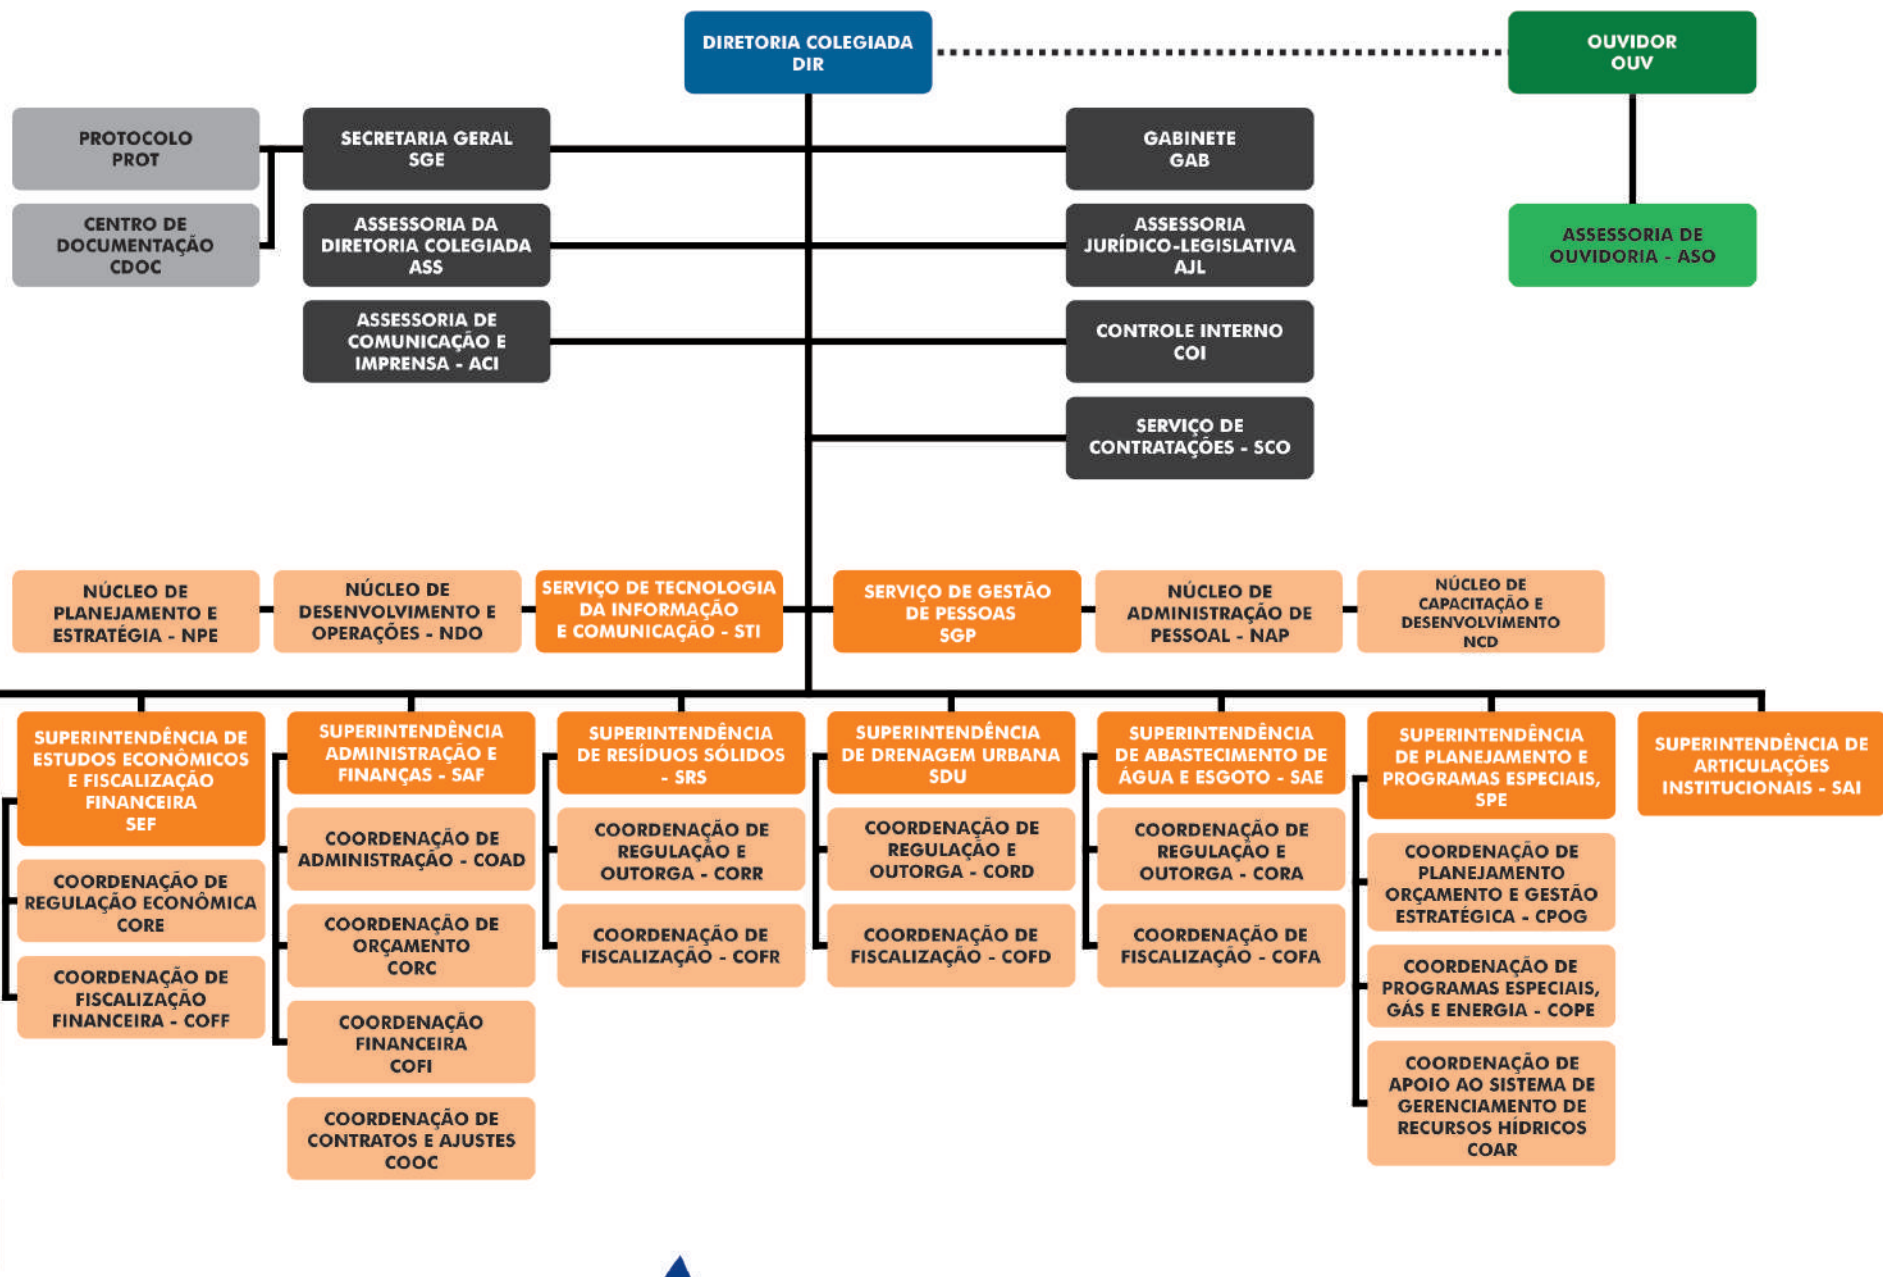 DIRETORIA COLEGIADA
DIR
OUVIDOR
OUV
PROTOCOLO
PROT
SECRETARIA GERAL
SGE
GABINETE
GAB
CENTRO DE
DOCUMENTAÇÃO
CDOC
ASSESSORIA DA
DIRETORIA COLEGIADA
ASS
ASSESSORIA
JURÍDICO-LEGISLATIVA
AJL
ASSESSORIA DE
OUVIDORIA - ASO
ASSESSORIA DE
COMUNICAÇÃO E
IMPRENSA - ACI
CONTROLE INTERNO
COI
SERVIÇO DE
CONTRATAÇÕES - SCO
NÚCLEO DE
PLANEJAMENTO E
ESTRATÉGIA - NPE
NÚCLEO DE
DESENVOLVIMENTO E
OPERAÇÕES - NDO
SERVIÇO DE TECNOLOGIA
DA INFORMAÇÃO
E COMUNICAÇÃO - STI
SERVIÇO DE GESTÃO
DE PESSOAS
SGP
NÚCLEO DE
ADMINISTRAÇÃO DE
PESSOAL - NAP
NÚCLEO DE
CAPACITAÇÃO E
DESENVOLVIMENTO
NCD
SUPERINTENDÊNCIA DE
ESTUDOS ECONÔMICOS
E FISCALIZAÇÃO
FINANCEIRA
SEF
COORDENAÇÃO DE
REGULAÇÃO ECONÔMICA
CORE
COORDENAÇÃO DE
FISCALIZAÇÃO
FINANCEIRA - COFF
SUPERINTENDÊNCIA
ADMINISTRAÇÃO E
FINANÇAS - SAF
COORDENAÇÃO DE
ADMINISTRAÇÃO - COAD
COORDENAÇÃO DE
ORÇAMENTO
CORC
COORDENAÇÃO
FINANCEIRA
COFI
COORDENAÇÃO DE
CONTRATOS E AJUSTES
COOC
SUPERINTENDÊNCIA
DE RESÍDUOS SÓLIDOS
- SRS
COORDENAÇÃO DE
REGULAÇÃO E
OUTORGA - CORR
COORDENAÇÃO DE
FISCALIZAÇÃO - COFR
SUPERINTENDÊNCIA
DE DRENAGEM URBANA
SDU
COORDENAÇÃO DE
REGULAÇÃO E
OUTORGA - CORD
COORDENAÇÃO DE
FISCALIZAÇÃO - COFD
SUPERINTENDÊNCIA
DE ABASTECIMENTO DE
ÁGUA E ESGOTO - SAE
COORDENAÇÃO DE
REGULAÇÃO E
OUTORGA - CORA
COORDENAÇÃO DE
FISCALIZAÇÃO - COFA
SUPERINTENDÊNCIA
DE PLANEJAMENTO E
PROGRAMAS ESPECIAIS,
SPE
COORDENAÇÃO DE
PLANEJAMENTO
ORÇAMENTO E GESTÃO
ESTRATÉGICA - CPOG
COORDENAÇÃO DE
PROGRAMAS ESPECIAIS,
GÁS E ENERGIA - COPE
COORDENAÇÃO DE
APOIO AO SISTEMA DE
GERENCIAMENTO DE
RECURSOS HÍDRICOS
COAR
SUPERINTENDÊNCIA DE
ARTICULAÇÕES
INSTITUCIONAIS - SAI